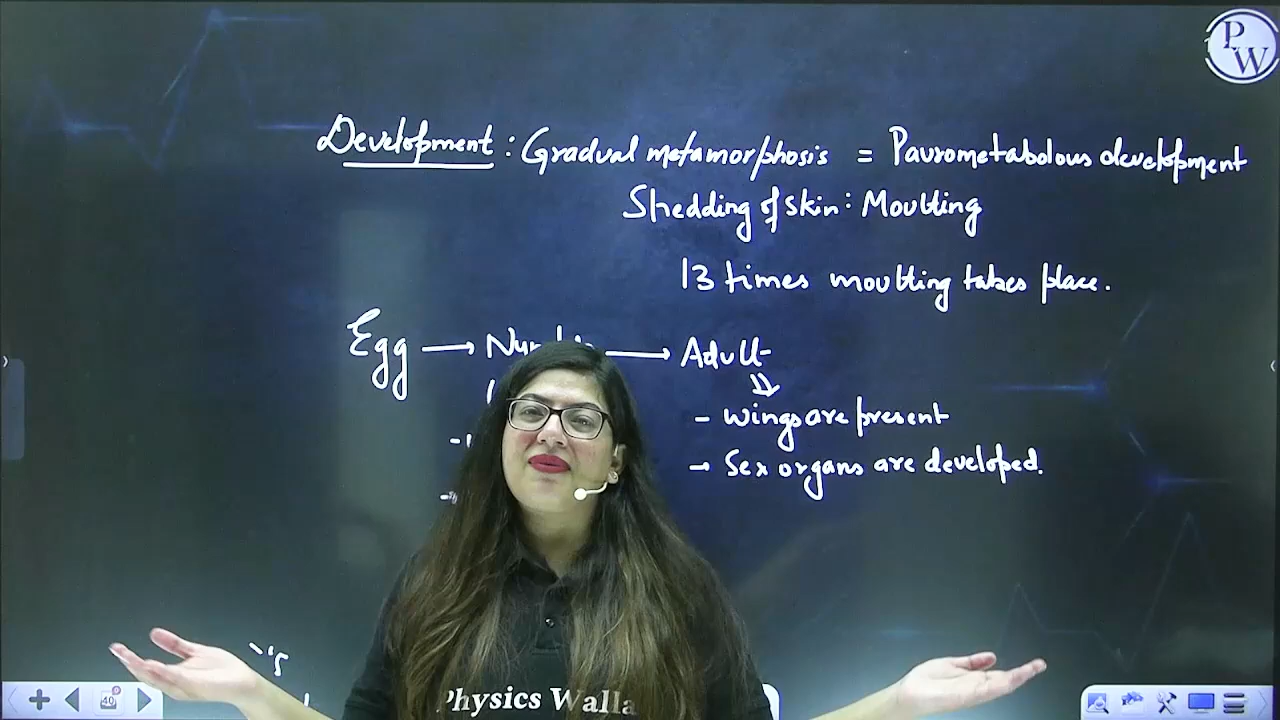 PW
Development : Gradual metamorphosis = Paurometabolous development
Shedding of skin : Moulting
13 times moulting takes place.
Egg → → Adult
- Wings are present
- Sex organs are developed.
40
Physics Walla